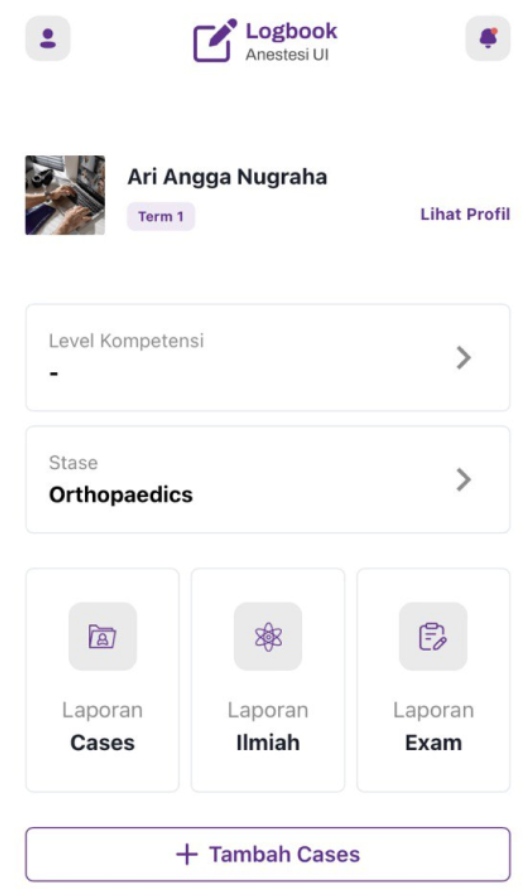 Logbook
Anestesi UI
Ari Angga Nugraha
Term 1
Lihat Profil
Level Kompetensi
-
Stase
Orthopaedics
Laporan
Cases
Laporan
Ilmiah
Laporan
Exam
+ Tambah Cases